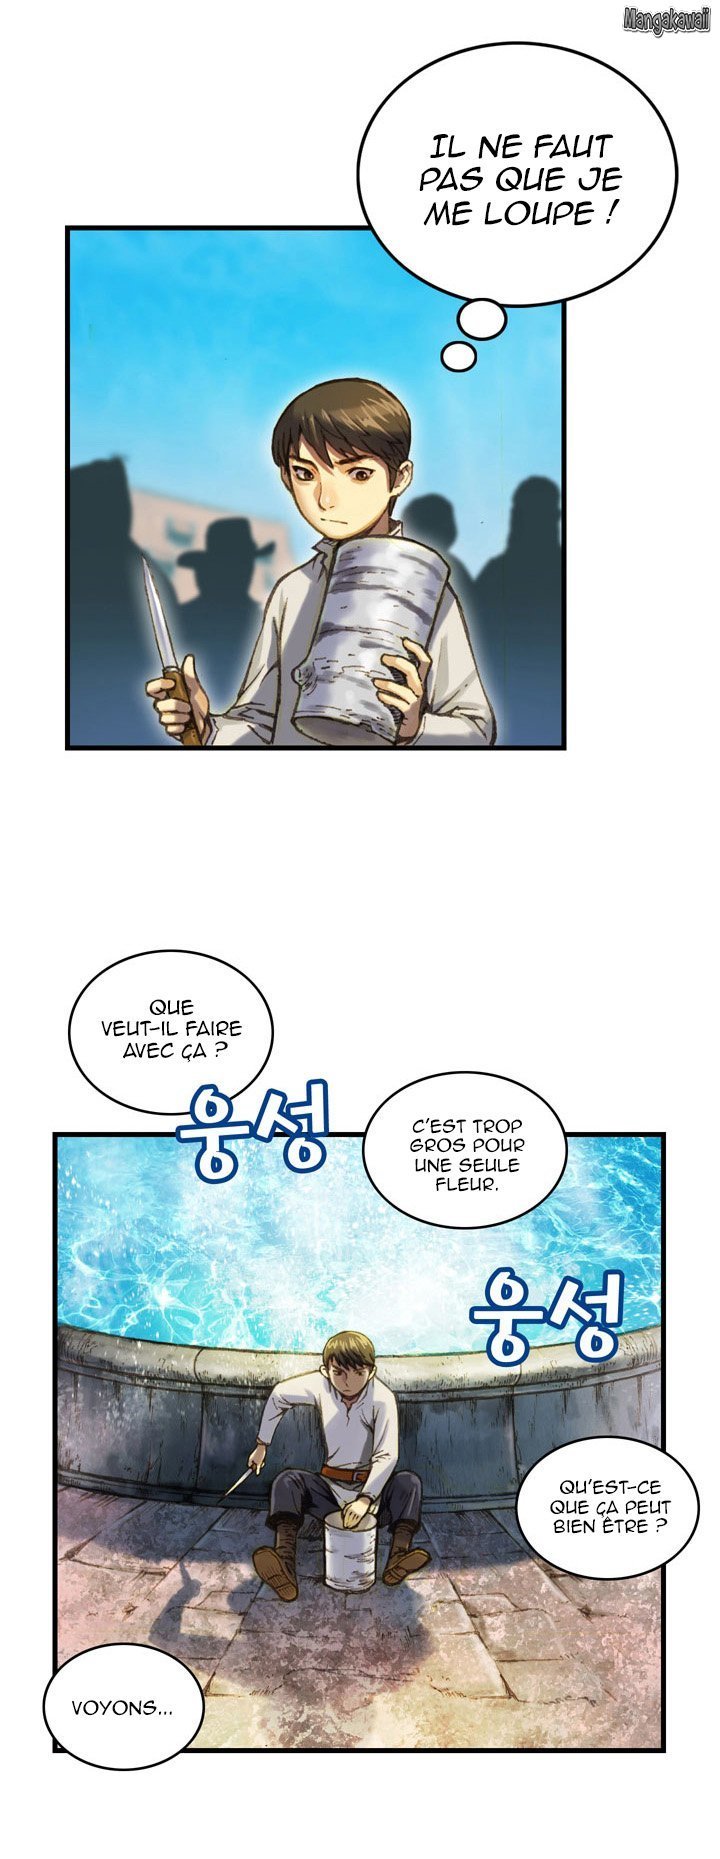 Mangakawaii
IL NE FAUT
PAS QUE JE
ME LOUPE !
QUE
VEUT-IL FAIRE
AVEC ÇA ?
웅성
C'EST TROP
GROS POUR
UNE SEULE
FLEUR.
웅성
QU'EST-CE
QUE ÇA PEUT
BIEN ÊTRE ?
VOYONS...